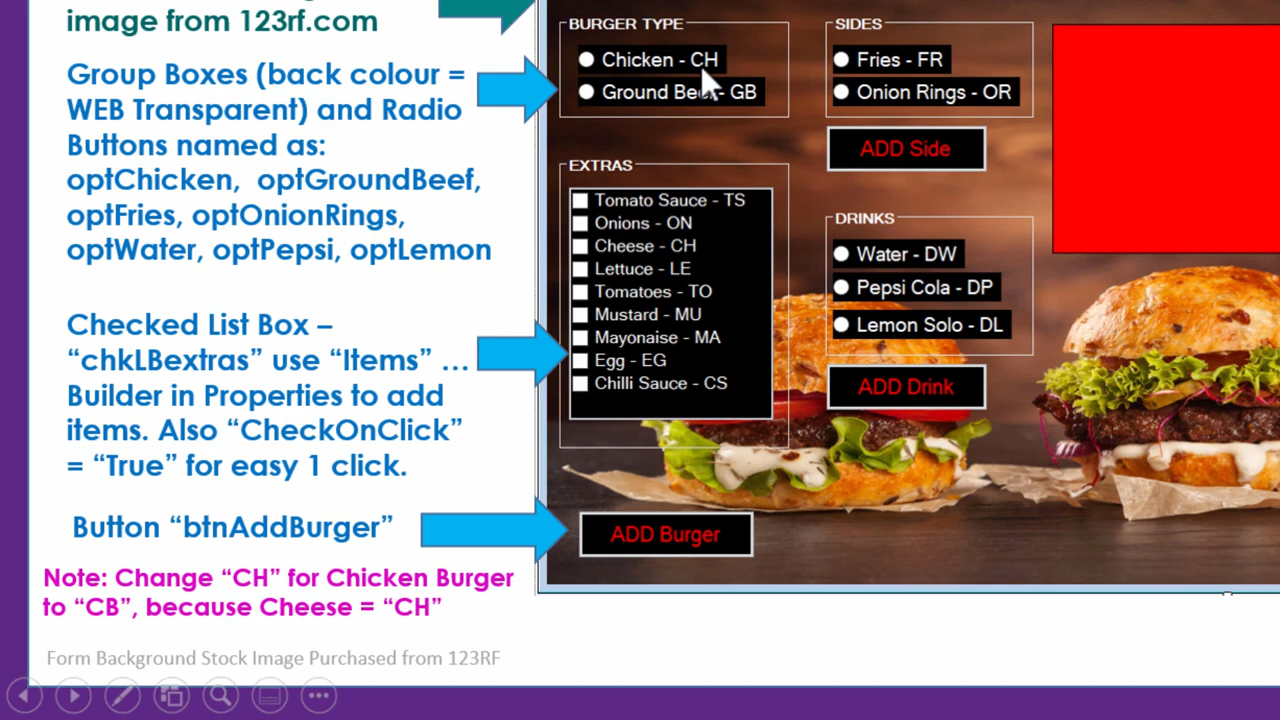 image from 123rf.com
Group Boxes (back colour =
WEB Transparent) and Radio
Buttons named as:
optChicken, optGroundBeef,
optFries, optOnionRings,
optWater, optPepsi, optLemon
Checked List Box –
“chkLBextras” use “Items” …
Builder in Properties to add
items. Also “CheckOnClick”
= “True” for easy 1 click.
Button “btnAddBurger”
Note: Change “CH” for Chicken Burger
to “CB”, because Cheese = “CH”
Form Background Stock Image Purchased from 123RF
BURGER TYPE
Chicken - CH
Ground Beef - GB
EXTRAS
Tomato Sauce - TS
Onions - ON
Cheese - CH
Lettuce - LE
Tomatoes - TO
Mustard - MU
Mayonaise - MA
Egg - EG
Chilli Sauce - CS
ADD Burger
SIDES
Fries - FR
Onion Rings - OR
ADD Side
DRINKS
Water - DW
Pepsi Cola - DP
Lemon Solo - DL
ADD Drink